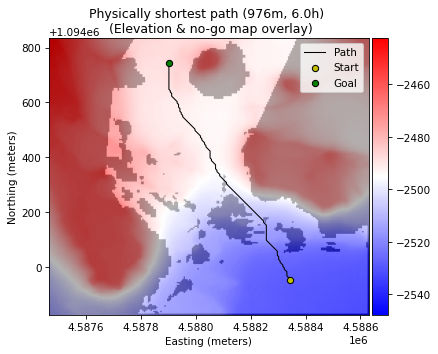 Physically shortest path (976m, 6.0h)
(Elevation & no-go map overlay)
+1.094e6
800
600
400
200
0
Northing (meters)
Path
Start
Goal
−2460
−2480
−2500
−2520
−2540
4.5876 4.5878 4.5880 4.5882 4.5884 4.5886
1e6
Easting (meters)